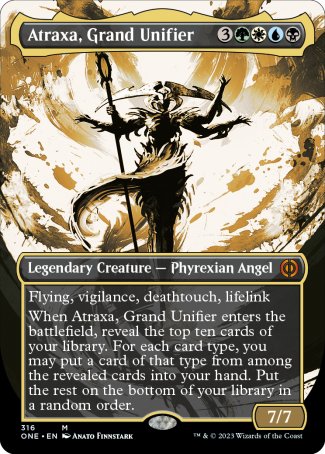 Atraxa, Grand Unifier 3
Legendary Creature — Phyrexian Angel
Flying, vigilance, deathtouch, lifelink
When Atraxa, Grand Unifier enters the
battlefield, reveal the top ten cards of
your library. For each card type, you
may put a card of that type from among
the revealed cards into your hand. Put
the rest on the bottom of your library in
a random order.
7/7
316 M
ONE • EN Anato Finnstark
™ & © 2023 Wizards of the Coast